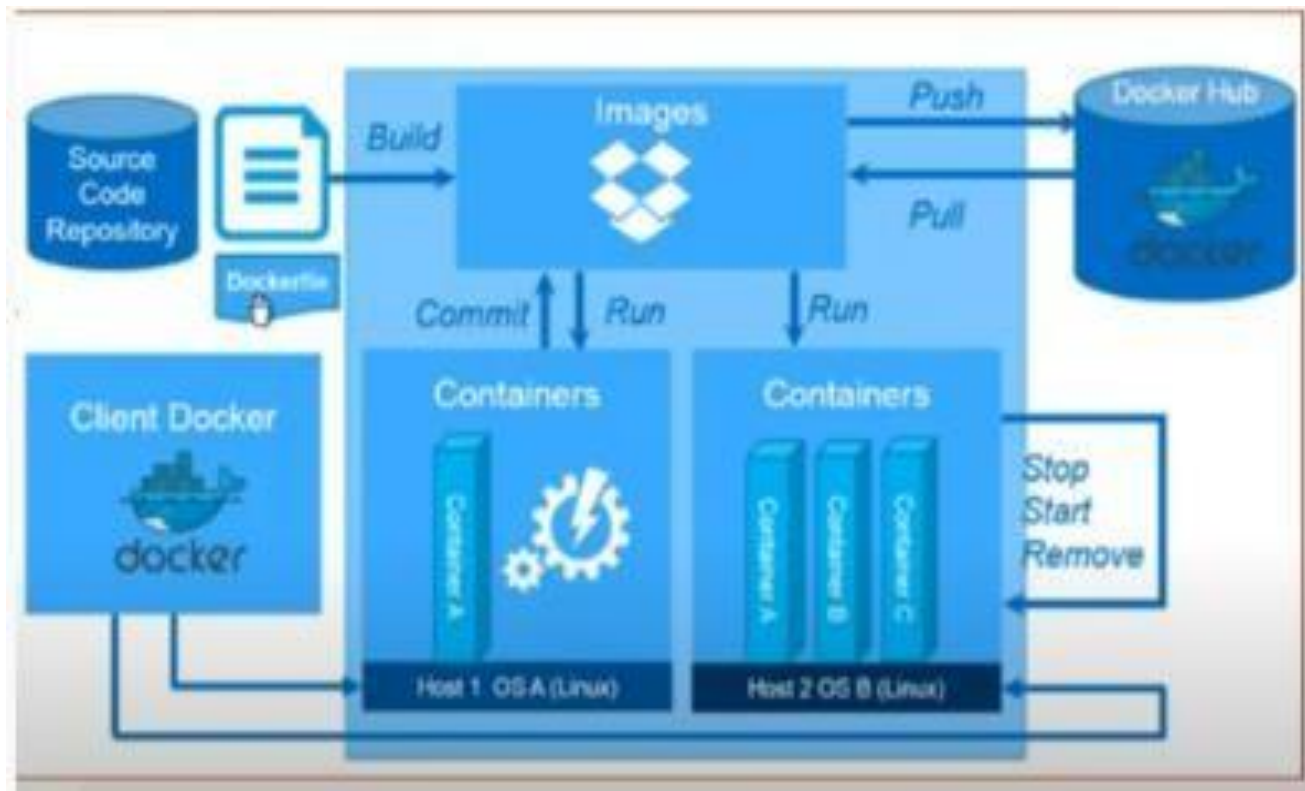 Source
Code
Repository
Build
Images
Push
Docker Hub
docker
Pull
Commit
Run
Run
Client Docker
docker
Containers
Container A
Host 1 OS A (Linux)
Containers
Container A
Container B
Container C
Host 2 OS B (Linux)
Stop
Start
Remove